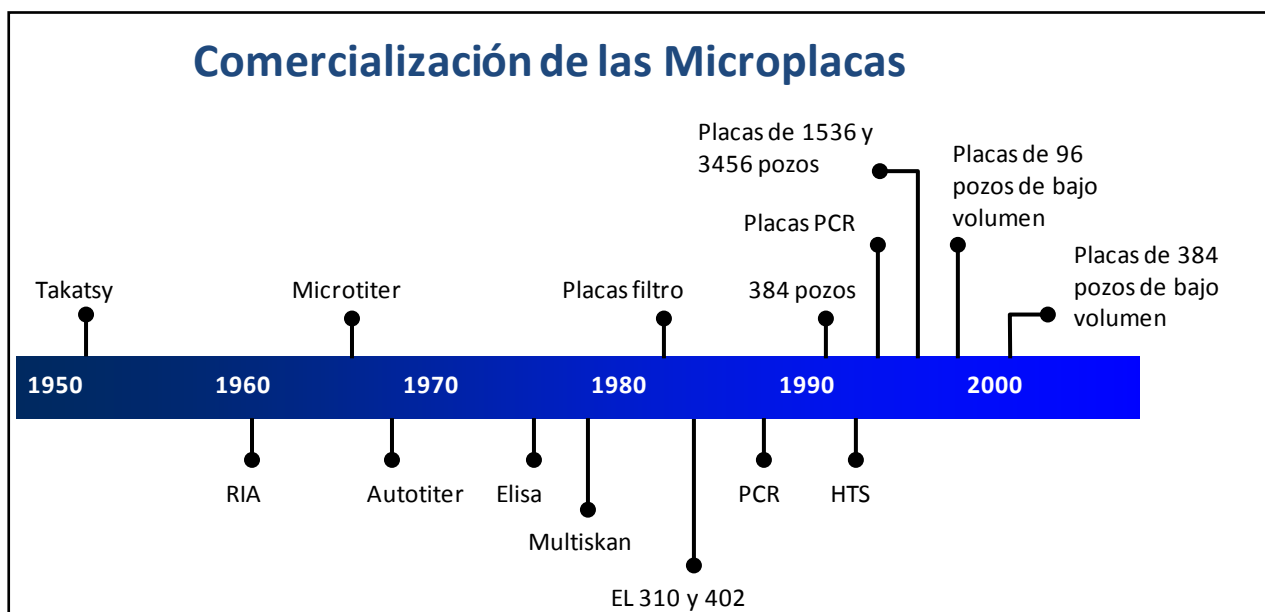 Comercialización de las Microplacas
Placas de 1536 y
3456 pozos
Placas de 96
pozos de bajo
volumen
Placas PCR
Placas de 384
pozos de bajo
volumen
Takatsy
Microtiter
Placas filtro
384 pozos
1950 1960 1970 1980 1990 2000
RIA
Autotiter
Elisa
PCR
HTS
Multiskan
EL 310 y 402